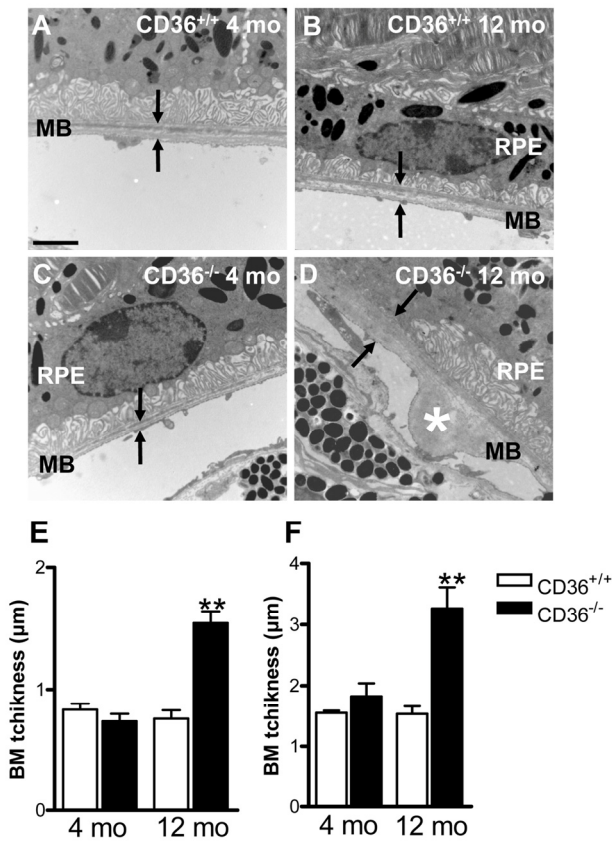 A CD36+/+ 4 mo
MB
B CD36+/+ 12 mo
RPE
MB
C CD36-/- 4 mo
RPE
MB
D CD36-/- 12 mo
RPE
*
MB
E
BM tchikness (μm)
2
1
0
**
4 mo 12 mo
F
BM tchikness (μm)
4
3
2
1
0
**
4 mo 12 mo
CD36+/+
CD36-/-